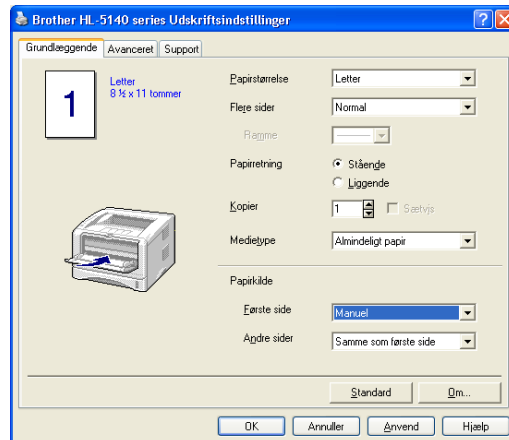 Brother HL-5140 series Udskriftsindstillinger
Grundlæggende Avanceret Support
1
Letter
8 ½ x 11 tommer
Papirstørrelse Letter
Flere sider Normal
Ramme
Papirretning Stående
Liggende
Kopier 1 Sætvis
Medietype Almindeligt papir
Papirkilde
Første side Manuel
Andre sider Samme som første side
Standard Om...
OK Annuller Anvend Hjælp